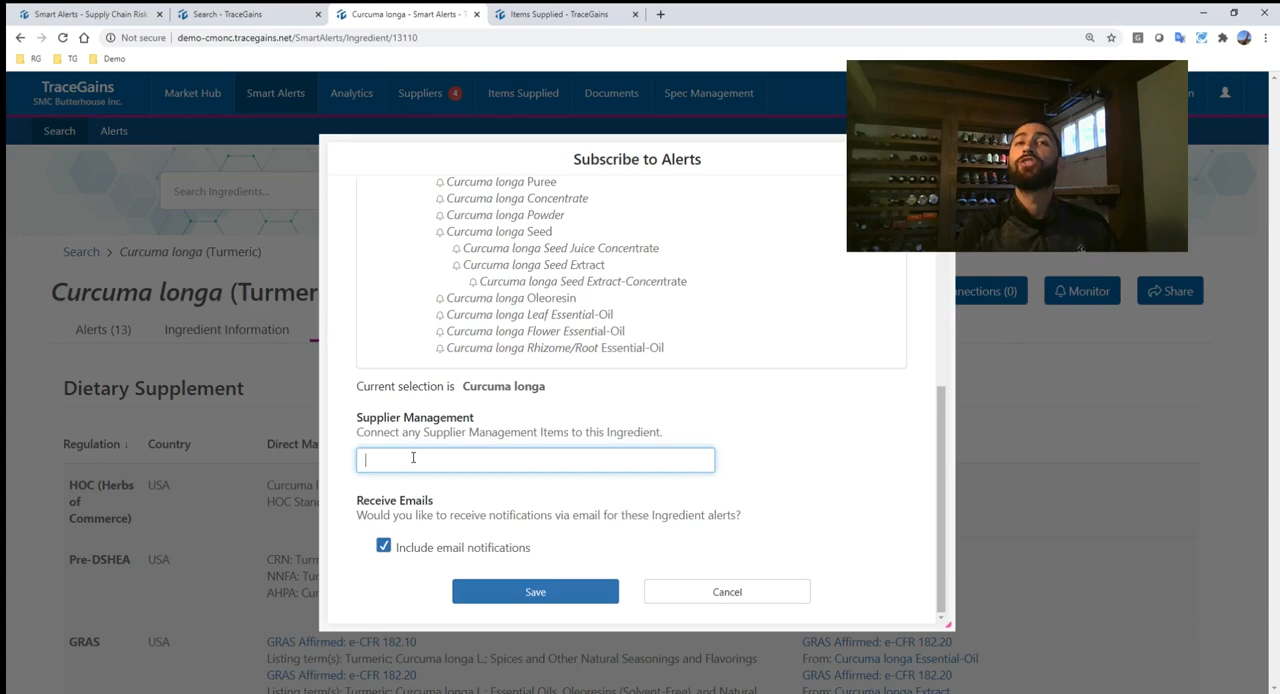 Smart Alerts - Supply Chain Risk
Search - TraceGains
Curcuma longa - Smart Alerts - T
Items Supplied - TraceGains
Not secure | demo-cmonc.tracegains.net/SmartAlerts/Ingredient/13110
RG TG Demo
TraceGains
SMC Butterhouse Inc.
Market Hub Smart Alerts Analytics Suppliers 4 Items Supplied Documents Spec Management
Search Alerts
Search Ingredients...
Search > Curcuma longa (Turmeric)
Curcuma longa (Turmer
nnections (0) Monitor Share
Alerts (13) Ingredient Information
Dietary Supplement
Regulation ↓ Country Direct Ma
HOC (Herbs
of
Commerce)
USA
Curcuma l
HOC Stan
Pre-DSHEA USA
CRN: Turm
NNFA: Tu
AHPA: Cur
GRAS USA
GRAS Affirmed: e-CFR 182.10
Listing term(s): Turmeric; Curcuma L.; Spices and Other Natural Seasonings and Flavorings
GRAS Affirmed: e-CFR 182.20
Listing term(s): Turmeric; Curcuma longa L.; Essential Oils, Oleoresins (Solvent-Free), and Natural
GRAS Affirmed: e-CFR 182.20
From: Curcuma longa Essential-Oil
GRAS Affirmed: e-CFR 182.20
From: Curcuma longa Extract
Subscribe to Alerts
Curcuma longa Puree
Curcuma longa Concentrate
Curcuma longa Powder
Curcuma longa Seed
Curcuma longa Seed Juice Concentrate
Curcuma longa Seed Extract
Curcuma longa Seed Extract-Concentrate
Curcuma longa Oleoresin
Curcuma longa Leaf Essential-Oil
Curcuma longa Flower Essential-Oil
Curcuma longa Rhizome/Root Essential-Oil
Current selection is Curcuma longa
Supplier Management
Connect any Supplier Management Items to this Ingredient.
Receive Emails
Would you like to receive notifications via email for these Ingredient alerts?
Include email notifications
Save Cancel